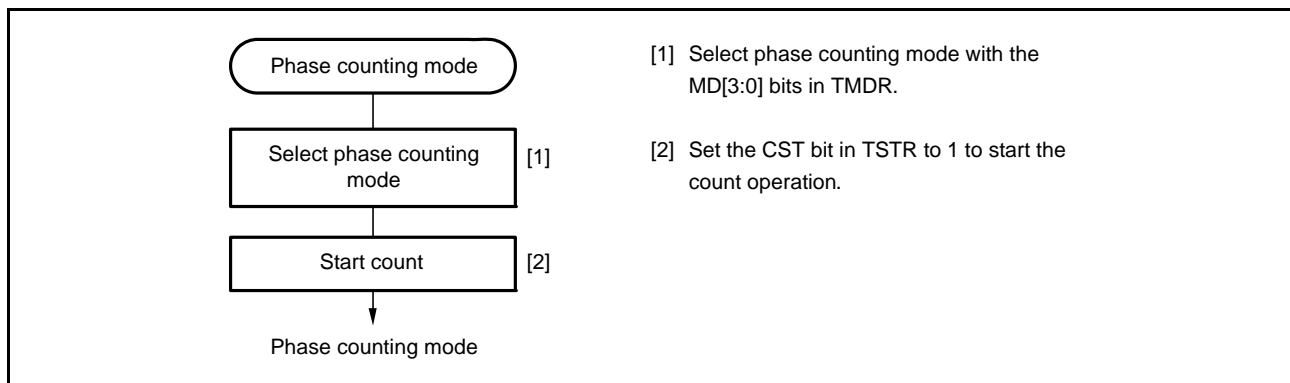 Phase counting mode
Select phase counting
mode
[1]
Start count
[2]
Phase counting mode
[1] Select phase counting mode with the
MD[3:0] bits in TMDR.
[2] Set the CST bit in TSTR to 1 to start the
count operation.